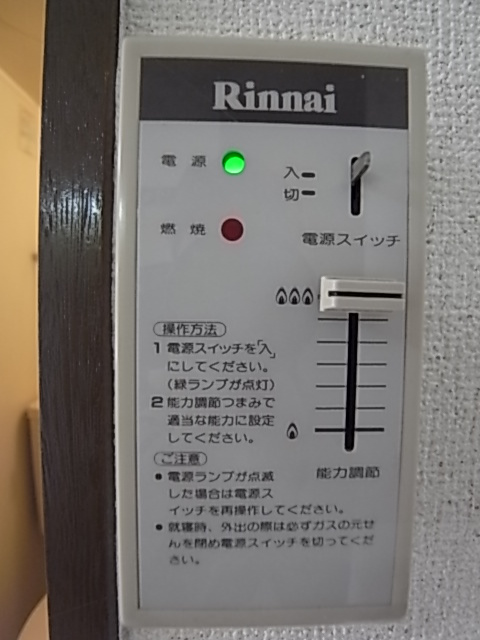 Rinnai
電源
入
切
燃焼
電源スイッチ
操作方法
1 電源スイッチを「入」
にしてください。
(緑ランプが点灯)
2 能力調節つまみで
適当な能力に設定
してください。
能力調節
ご注意
● 電源ランプが点滅
した場合は電源ス
イッチを再操作してください。
● 就寝時、外出の際は必ずガスの元せ
んを閉め電源スイッチを切ってくだ
さい。